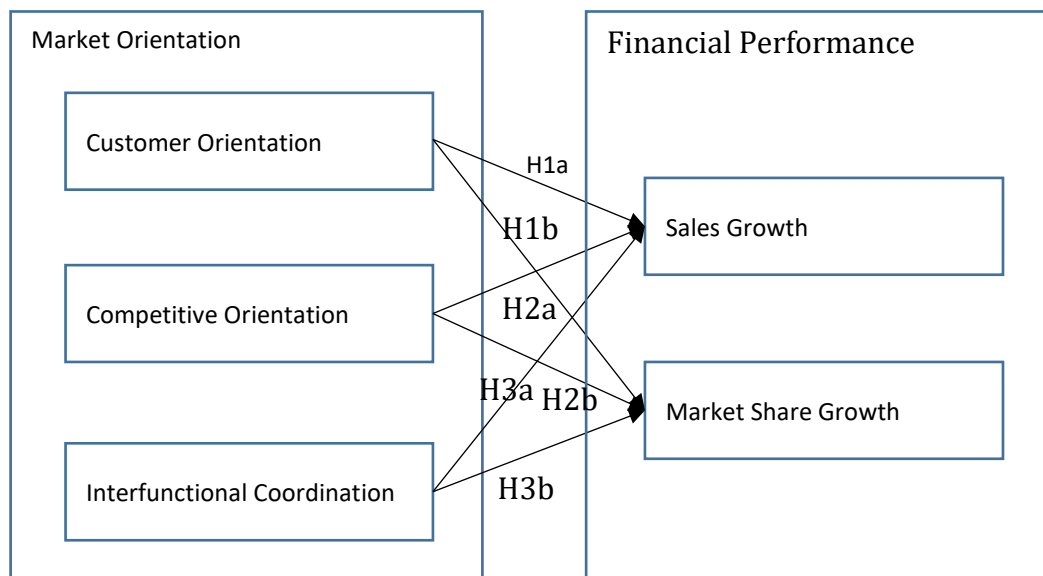 Market Orientation
Financial Performance
Customer Orientation
H1a
Sales Growth
H1b
Competitive Orientation
H2a
H3a
H2b
Market Share Growth
Interfunctional Coordination
H3b